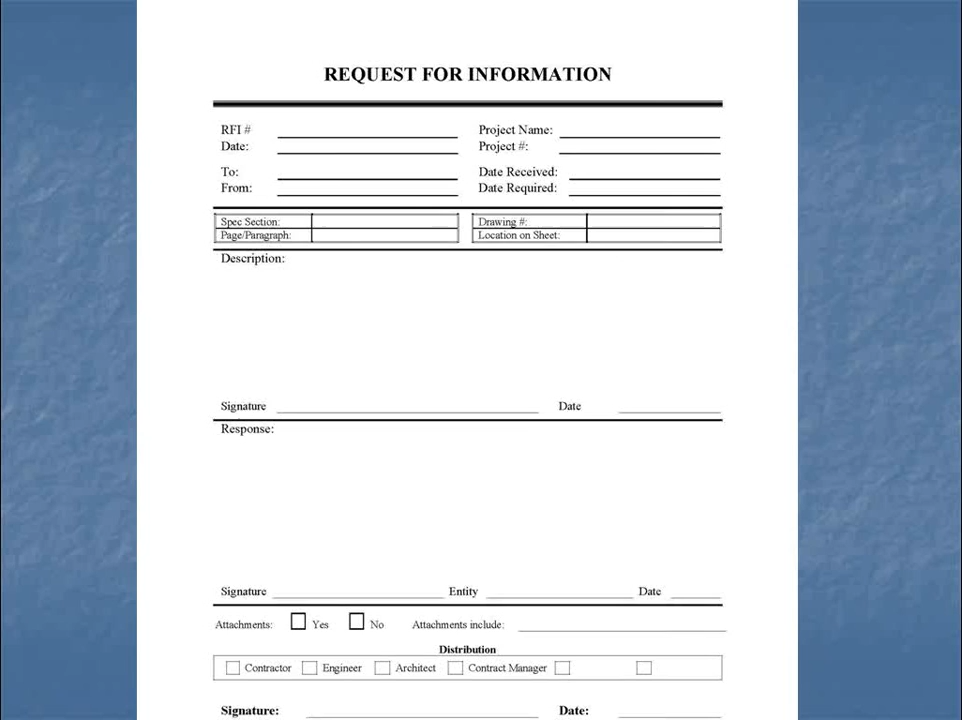 REQUEST FOR INFORMATION
RFI # Project Name:
Date: Project #:
To: Date Received:
From: Date Required:
Spec Section: Drawing #:
Page/Paragraph: Location on Sheet:
Description:
Signature Date
Response:
Signature Entity Date
Attachments: Yes No Attachments include:
Distribution
Contractor Engineer Architect Contract Manager
Signature: Date: